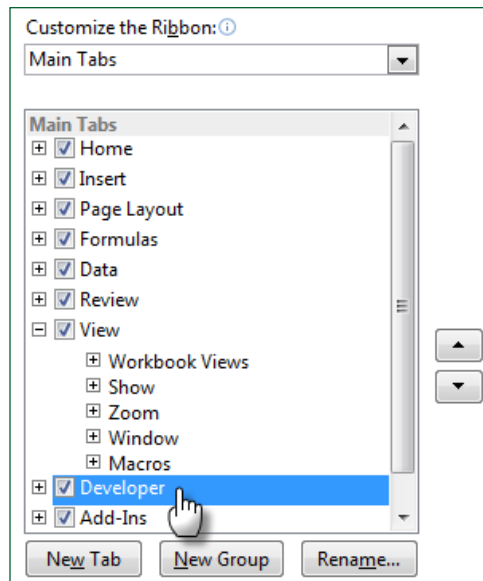 Customize the Ribbon:
Main Tabs
Main Tabs
Home
Insert
Page Layout
Formulas
Data
Review
View
Workbook Views
Show
Zoom
Window
Macros
Developer
Add-Ins
New Tab New Group Rename...